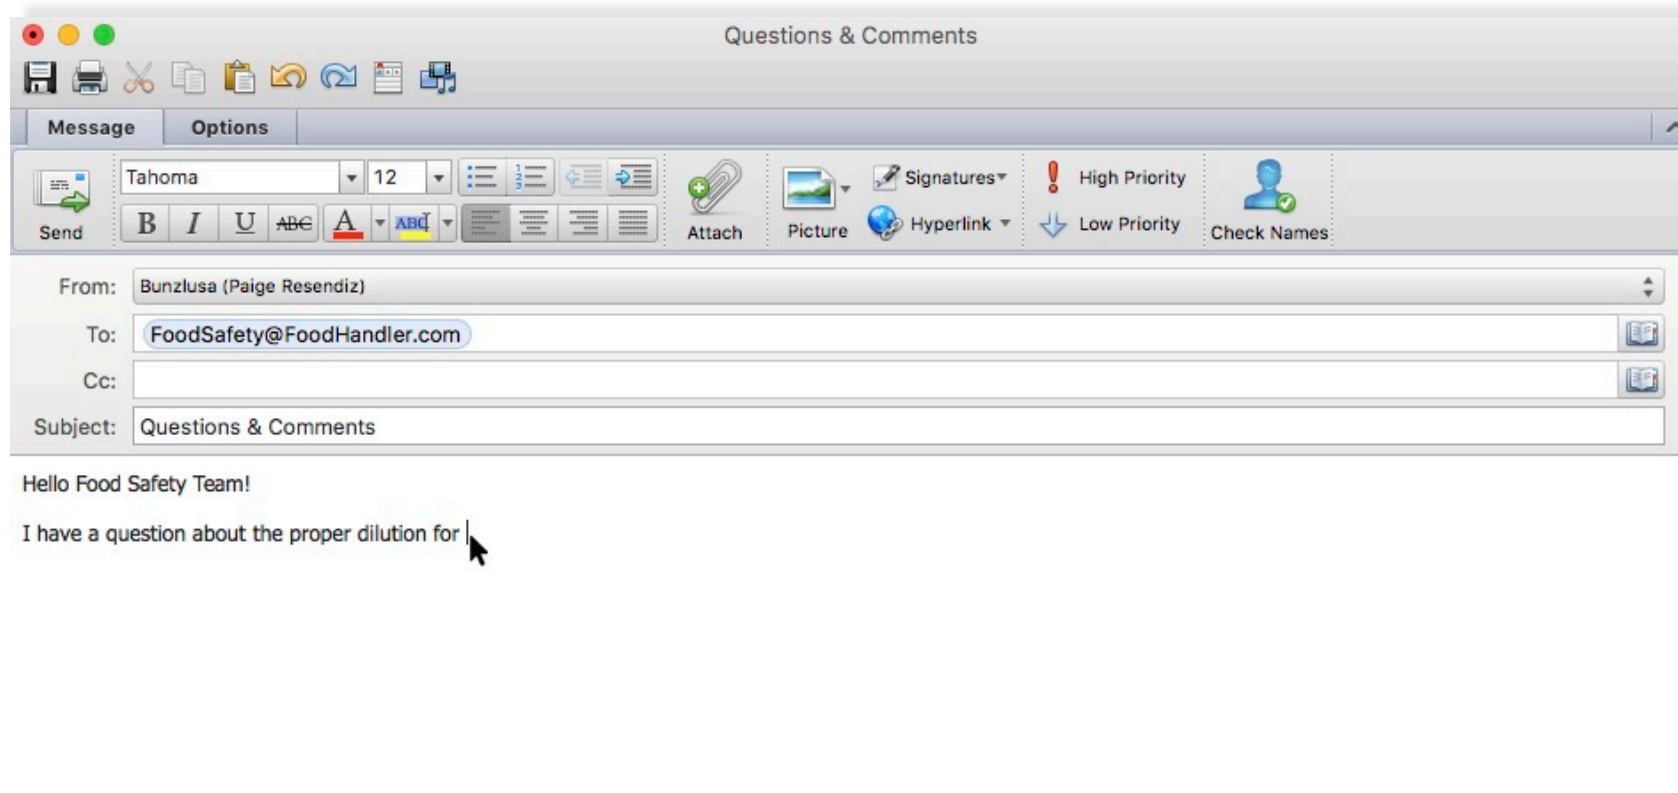 Questions & Comments
Message Options
Tahoma 12 Signatures High Priority
B I U ABC A ABC Hyperlink Low Priority
Send Attach Picture Check Names
From: Bunzlusa (Paige Resendiz)
To: FoodSafety@FoodHandler.com
Cc:
Subject: Questions & Comments
Hello Food Safety Team!
I have a question about the proper dilution for